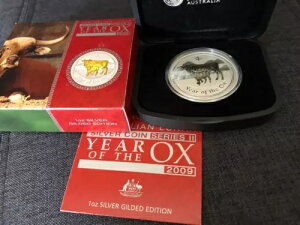 AUSTRALIA
YEAR OX
OF THE
1oz SILVER
GILDED EDITION
Year of the Ox
SILVER COIN SERIES II
YEAR OX
OF THE
2009
1oz SILVER GILDED EDITION